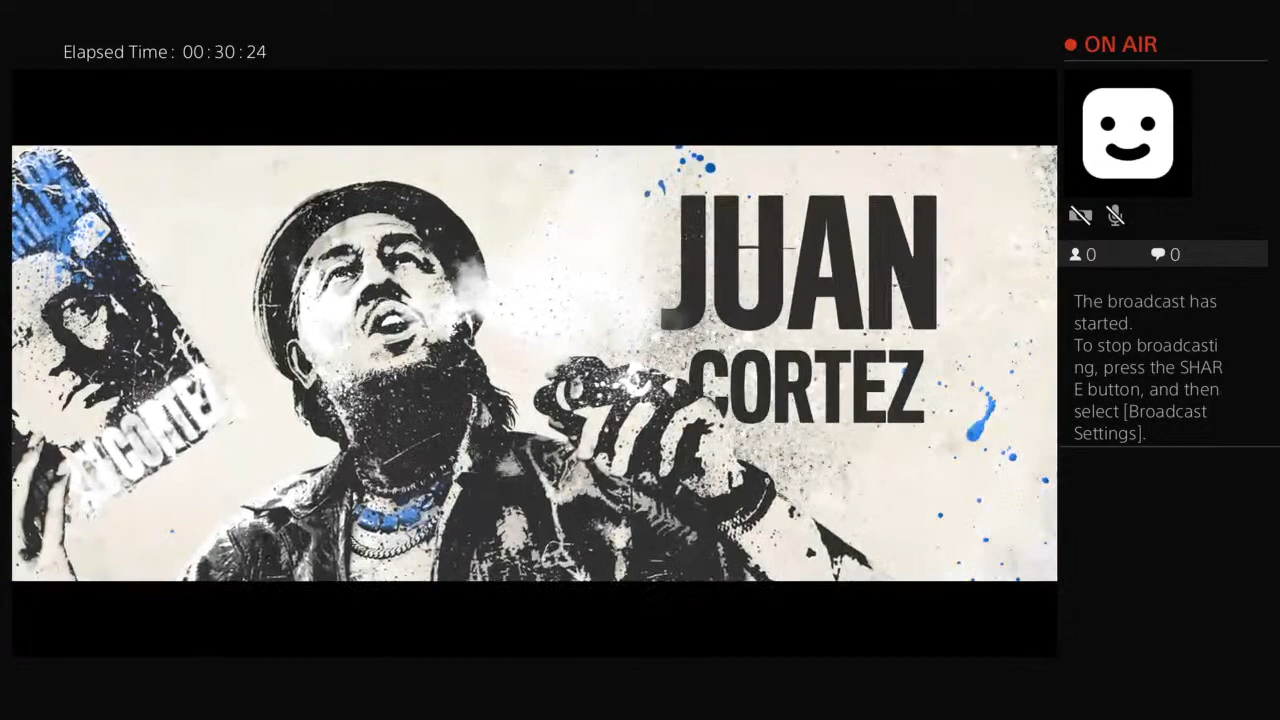 Elapsed Time: 00:30:24
ON AIR
JUAN
CORTEZ
CORTEZ
0
0
The broadcast has
started.
To stop broadcasti
ng, press the SHAR
E button, and then
select [Broadcast
Settings].